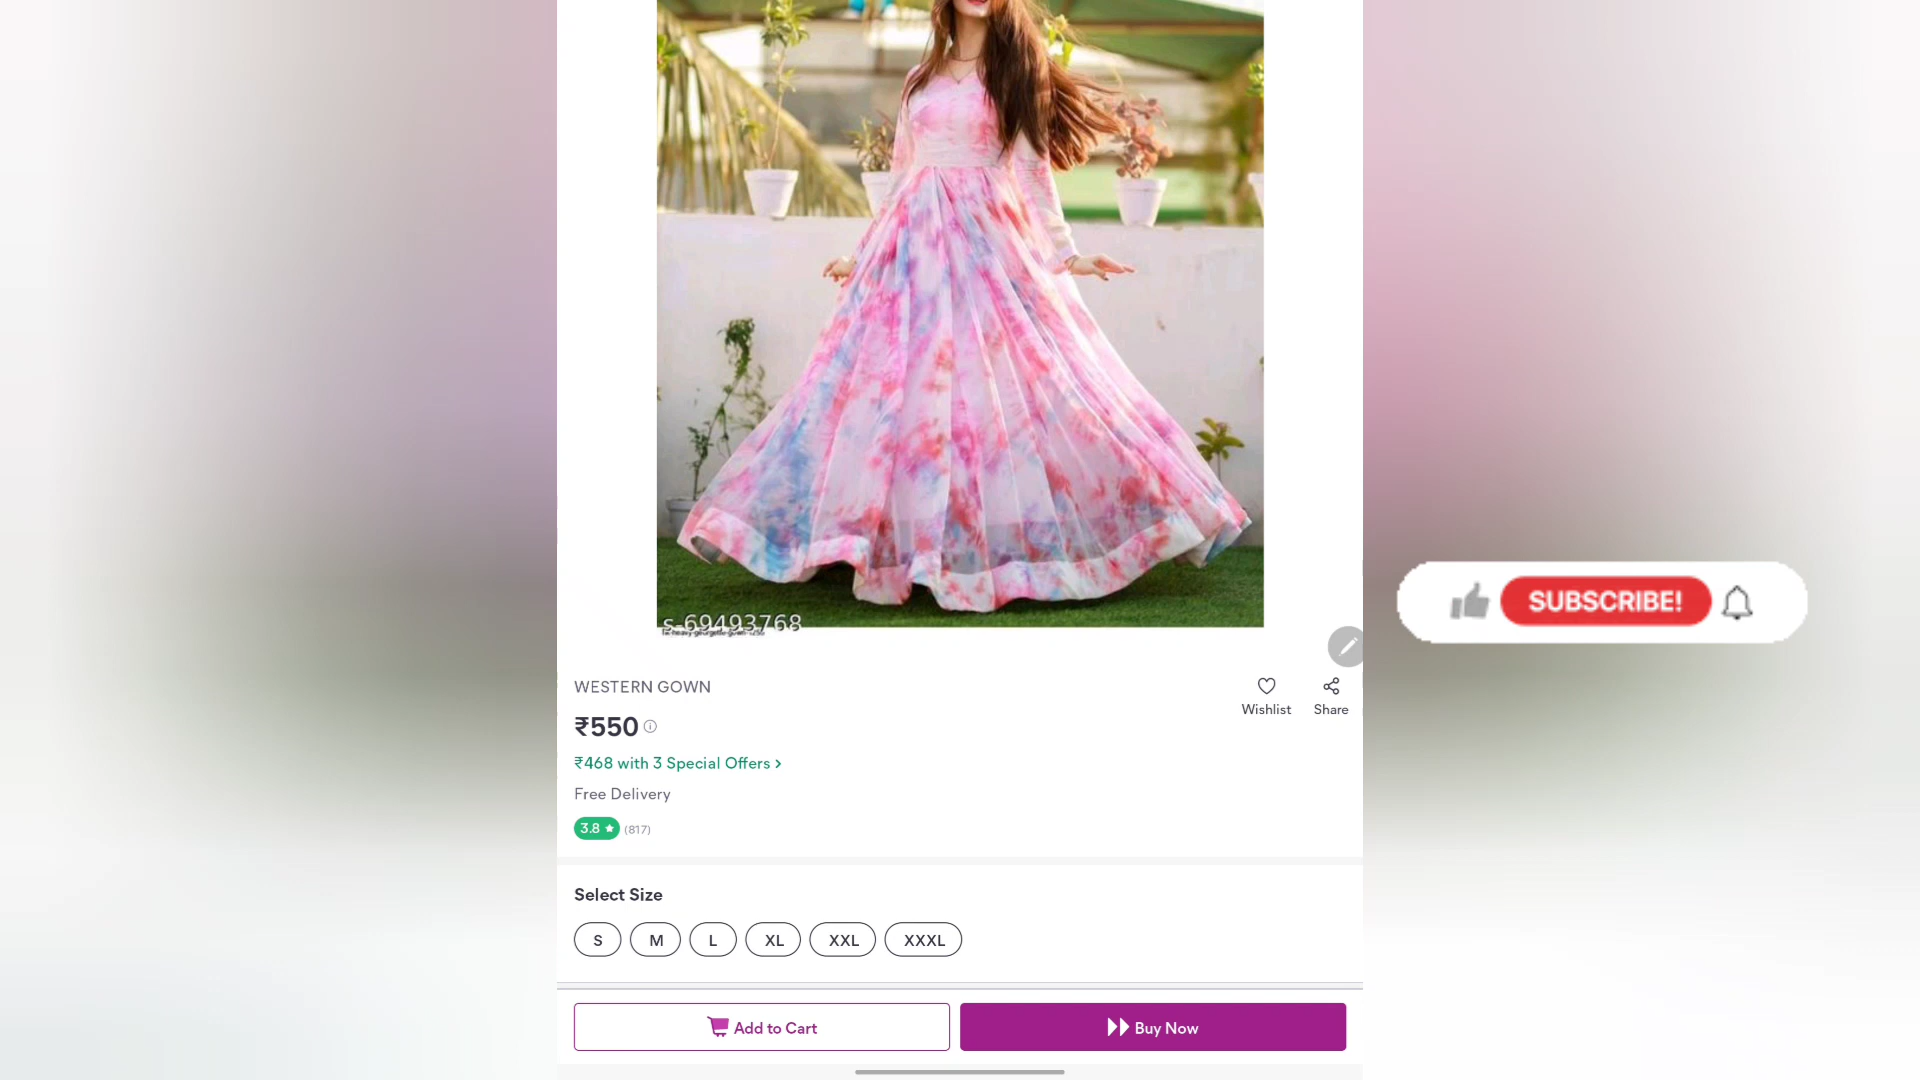 s-69493768
SUBSCRIBE!
WESTERN GOWN
Wishlist
Share
₹550
₹468 with 3 Special Offers >
Free Delivery
3.8 ★ (817)
Select Size
S M L XL XXL XXXL
Add to Cart
Buy Now